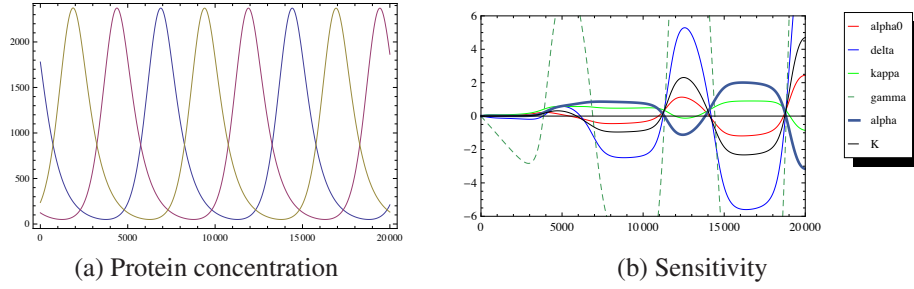 2000
1500
1000
500
0
0 5000 10000 15000 20000
(a) Protein concentration
6
4
2
0
-2
-4
-6
0 5000 10000 15000 20000
(b) Sensitivity
alpha0
delta
kappa
gamma
alpha
K